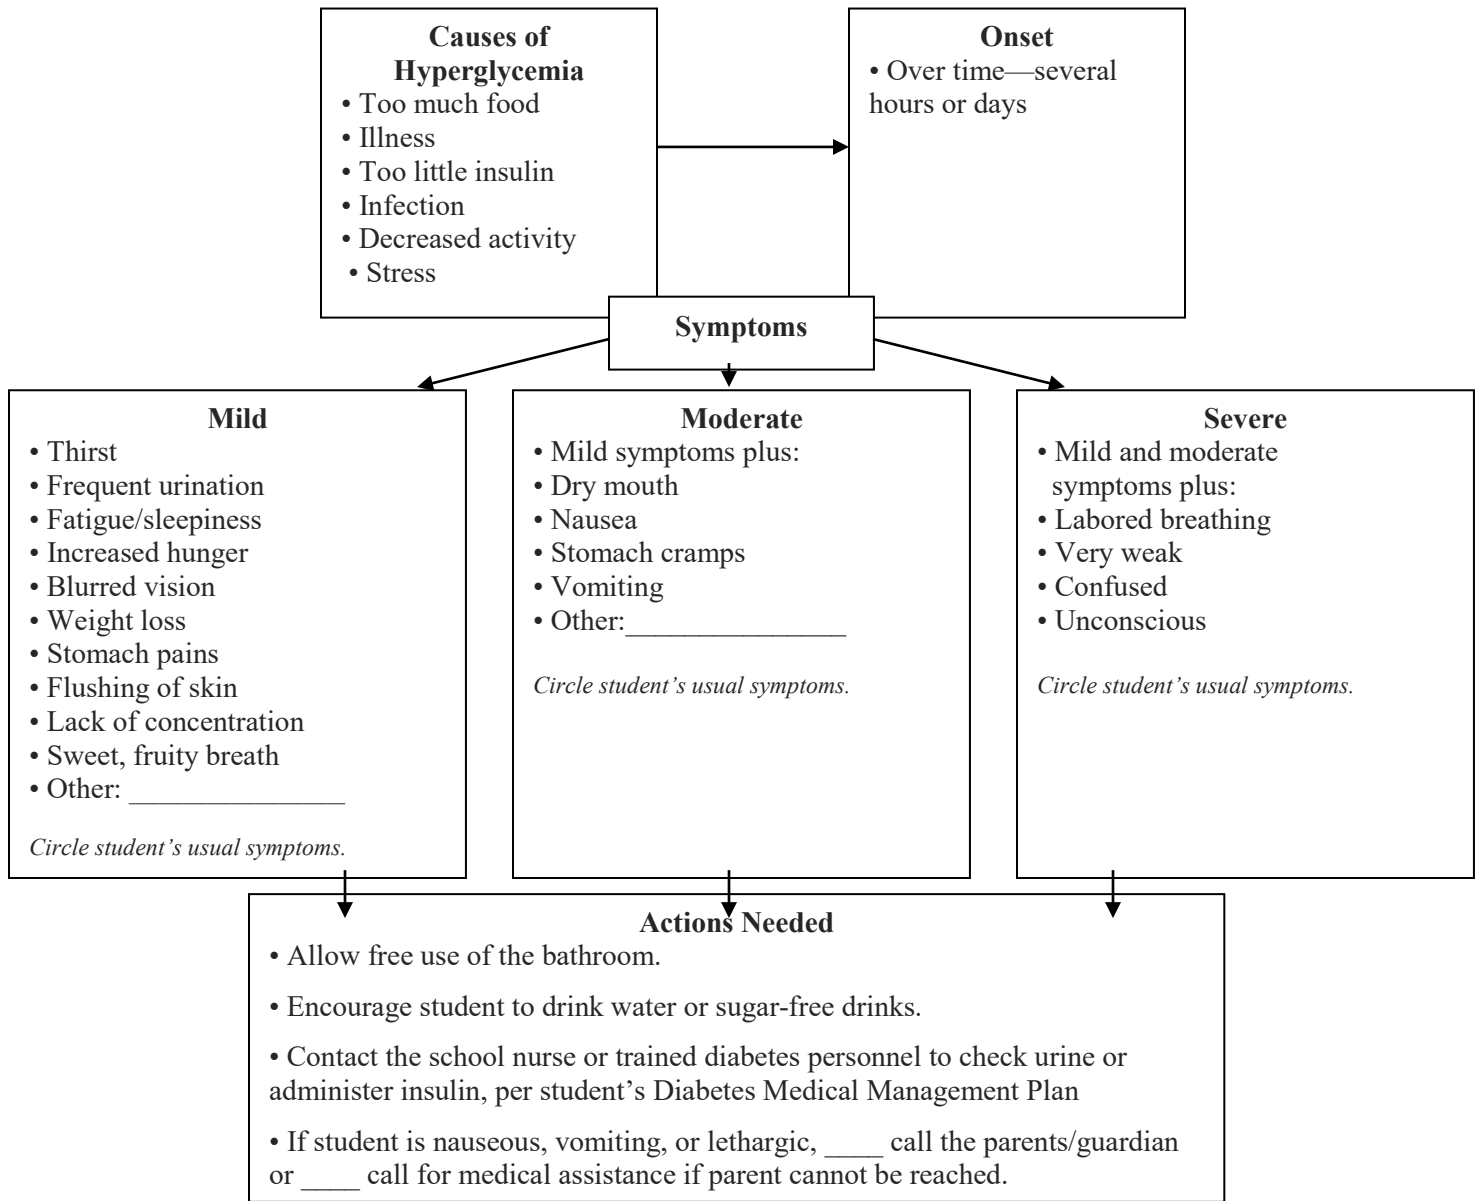 Causes of
Hyperglycemia
• Too much food
• Illness
• Too little insulin
• Infection
• Decreased activity
• Stress
Onset
• Over time—several
hours or days
Symptoms
Mild
• Thirst
• Frequent urination
• Fatigue/sleepiness
• Increased hunger
• Blurred vision
• Weight loss
• Stomach pains
• Flushing of skin
• Lack of concentration
• Sweet, fruity breath
• Other: _______________
Circle student’s usual symptoms.
Moderate
• Mild symptoms plus:
• Dry mouth
• Nausea
• Stomach cramps
• Vomiting
• Other:_______________
Circle student’s usual symptoms.
Severe
• Mild and moderate
symptoms plus:
• Labored breathing
• Very weak
• Confused
• Unconscious
Circle student’s usual symptoms.
Actions Needed
• Allow free use of the bathroom.
• Encourage student to drink water or sugar-free drinks.
• Contact the school nurse or trained diabetes personnel to check urine or
administer insulin, per student’s Diabetes Medical Management Plan
• If student is nauseous, vomiting, or lethargic, ____ call the parents/guardian
or ____ call for medical assistance if parent cannot be reached.